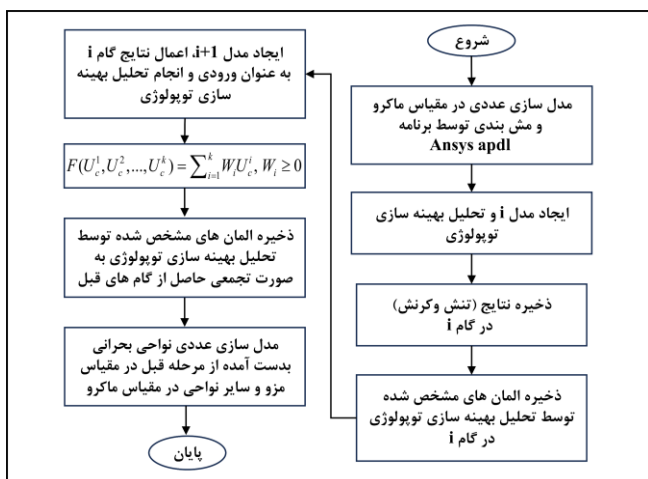 شروع
مدل سازی عددی در مقیاس ماکرو
و مش بندی توسط برنامه
Ansys apdl
ایجاد مدل i و تحلیل بهینه سازی
توپولوژی
ذخیره نتایج (تنش وکرنش)
در گام i
ذخیره المان های مشخص شده
توسط تحلیل بهینه سازی توپولوژی
در گام i
ایجاد مدل i+1، اعمال نتایج گام i
به عنوان ورودی و انجام تحلیل بهینه
سازی توپولوژی
F(U_c^1, U_c^2, ..., U_c^k) = ∑_{i=1}^k W_i U_c^i, W_i ≥ 0
ذخیره المان های مشخص شده توسط
تحلیل بهینه سازی توپولوژی به
صورت تجمعی حاصل از گام های قبل
مدل سازی عددی نواحی بحرانی
بدست آمده از مرحله قبل در مقیاس
مزو و سایر نواحی در مقیاس ماکرو
پایان